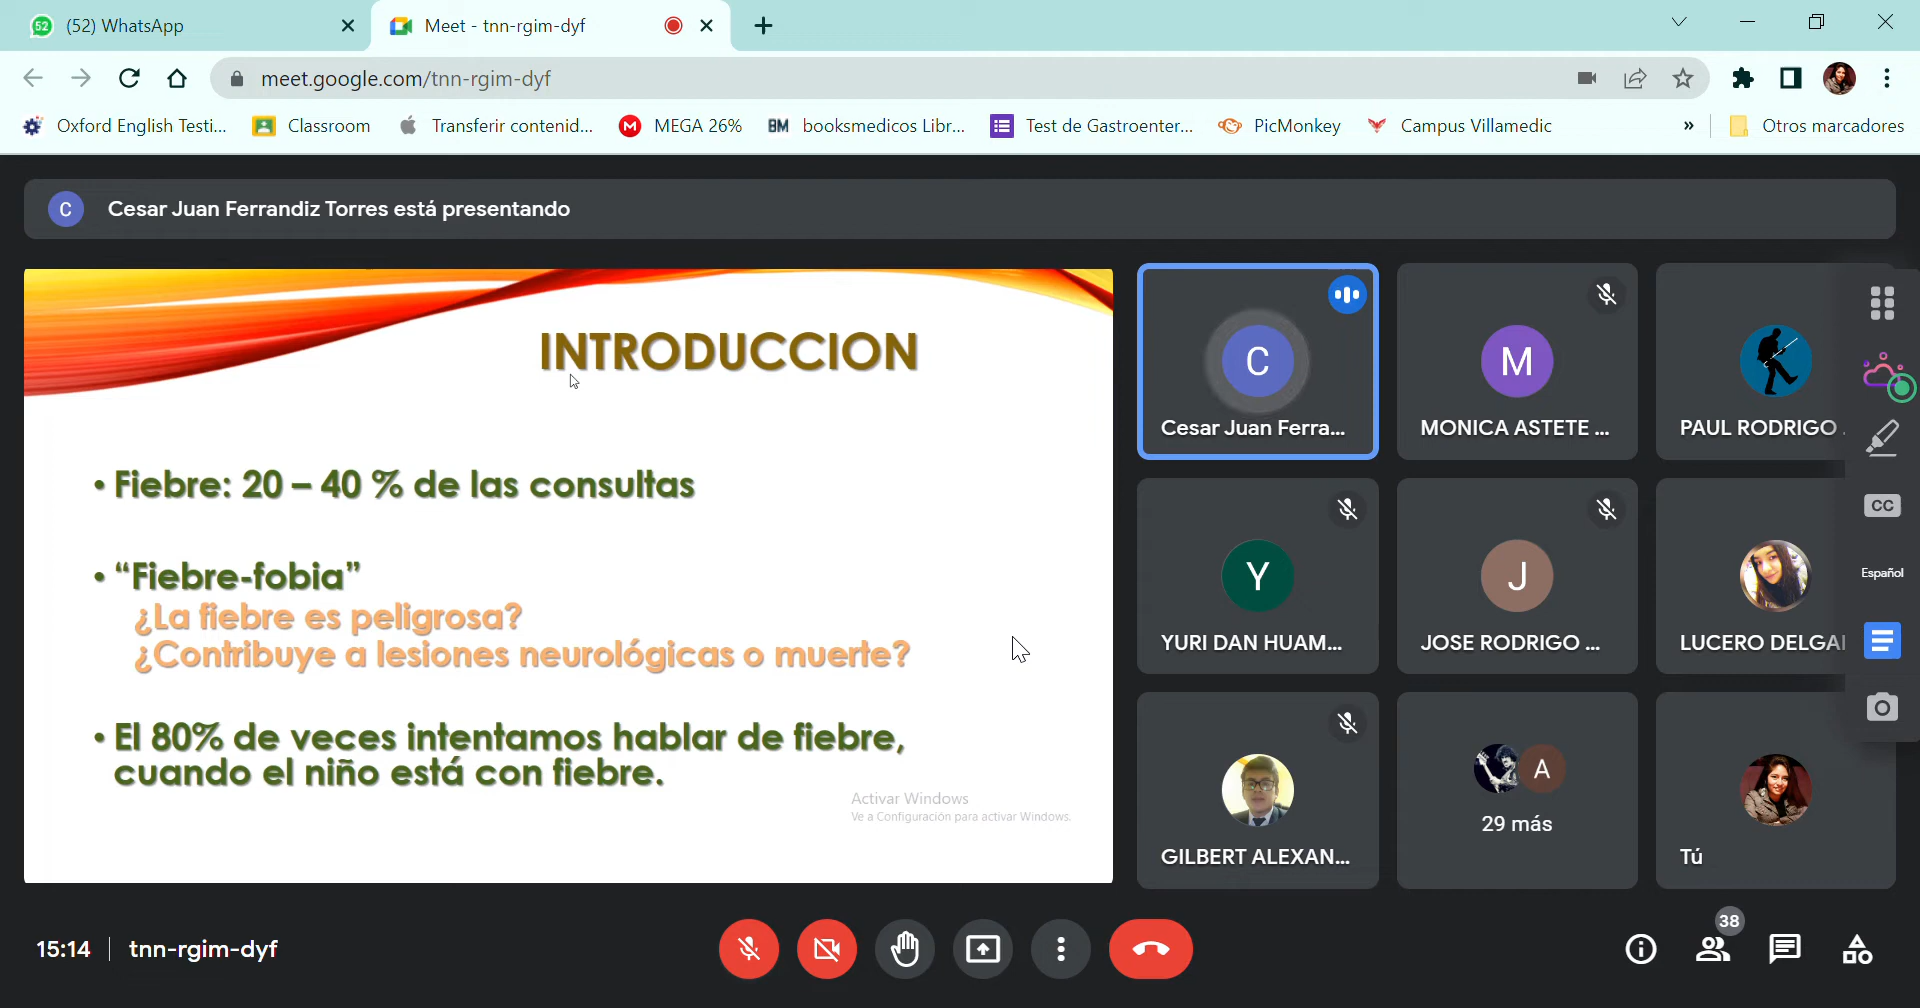 (52) WhatsApp
Meet - tnn-rgim-dyf
meet.google.com/tnn-rgim-dyf
Oxford English Testi...
Classroom
Transferir contenid...
MEGA 26%
BM booksmedicos Libr...
Test de Gastroenter...
PicMonkey
Campus Villamedic
»
Otros marcadores
C Cesar Juan Ferrandiz Torres está presentando
INTRODUCCION
• Fiebre: 20 – 40 % de las consultas
• “Fiebre-fobia”
¿La fiebre es peligrosa?
¿Contribuye a lesiones neurológicas o muerte?
• El 80% de veces intentamos hablar de fiebre,
cuando el niño está con fiebre.
Activar Windows
Ve a Configuración para activar Windows.
C
Cesar Juan Ferra...
M
MONICA ASTETE ...
PAUL RODRIGO
Y
YURI DAN HUAM...
J
JOSE RODRIGO ...
LUCERO DELGA
GILBERT ALEXAN...
A
29 más
Tú
CC
Español
15:14
tnn-rgim-dyf
38